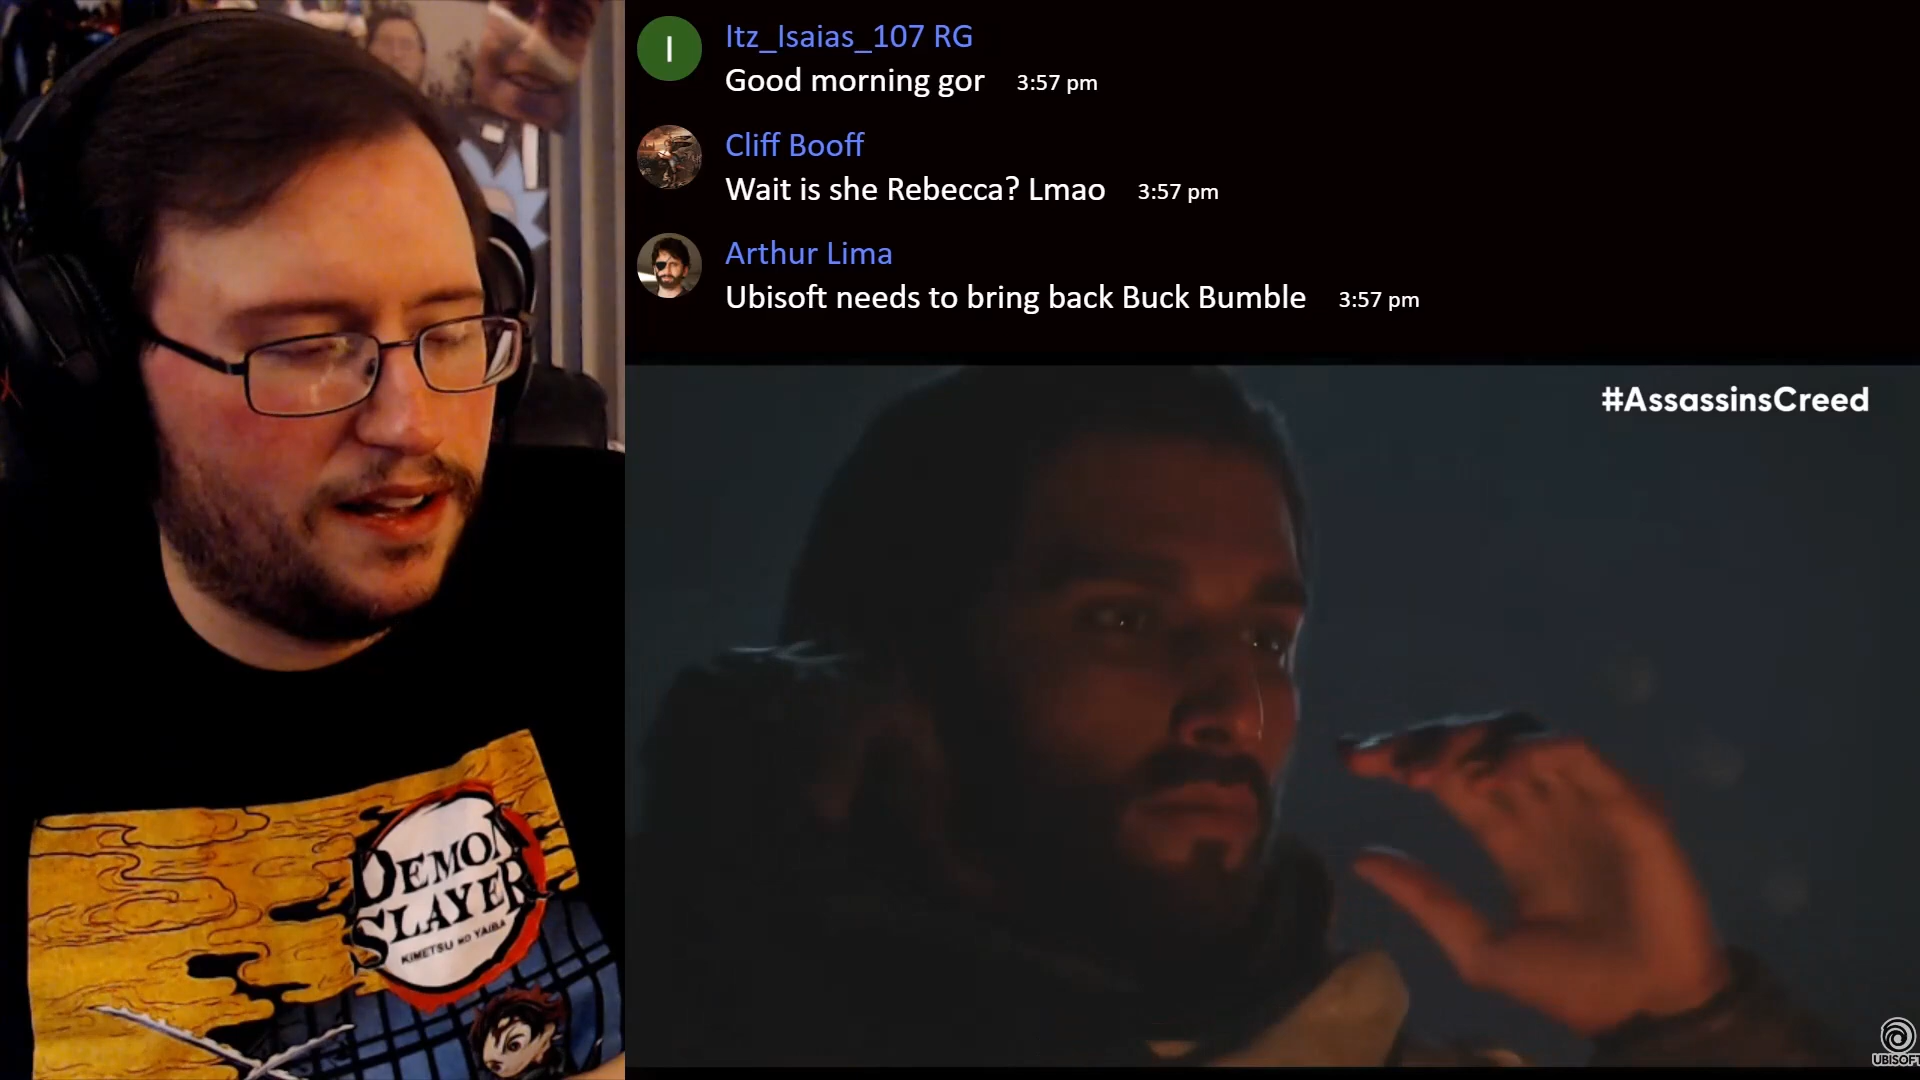 I
Itz_Isaias_107 RG
Good morning gor 3:57 pm
Cliff Booff
Wait is she Rebecca? Lmao 3:57 pm
Arthur Lima
Ubisoft needs to bring back Buck Bumble 3:57 pm
#AssassinsCreed
DEMON
SLAYER
KIMETSU NO YAIBA
UBISOFT